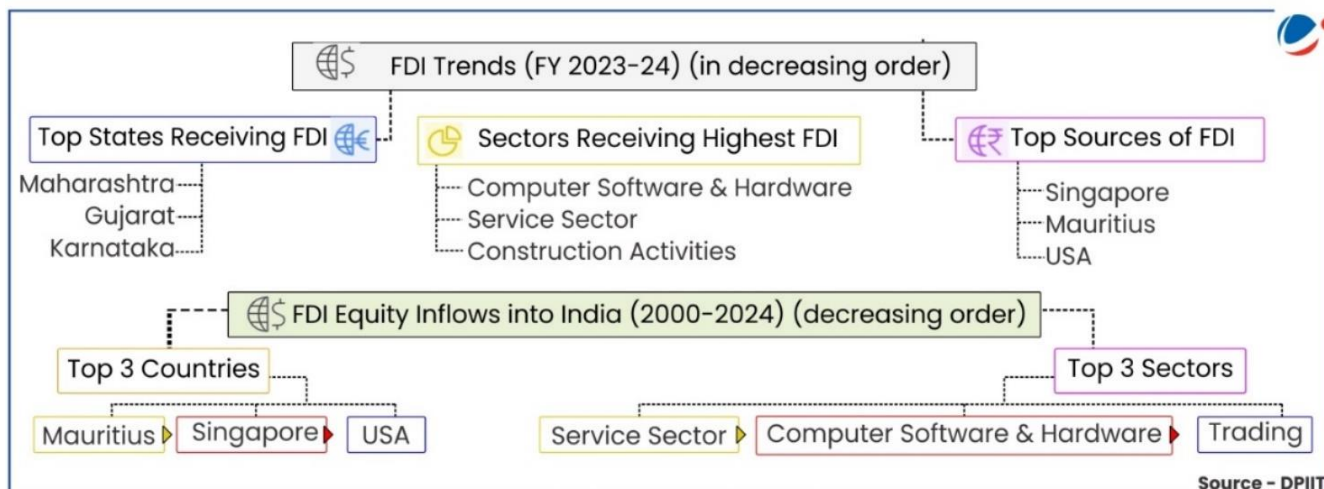 FDI Trends (FY 2023-24) (in decreasing order)
Top States Receiving FDI
Maharashtra
Gujarat
Karnataka
Sectors Receiving Highest FDI
Computer Software & Hardware
Service Sector
Construction Activities
Top Sources of FDI
Singapore
Mauritius
USA
FDI Equity Inflows into India (2000-2024) (decreasing order)
Top 3 Countries
Mauritius
Singapore
USA
Top 3 Sectors
Service Sector
Computer Software & Hardware
Trading
Source - DPIIT